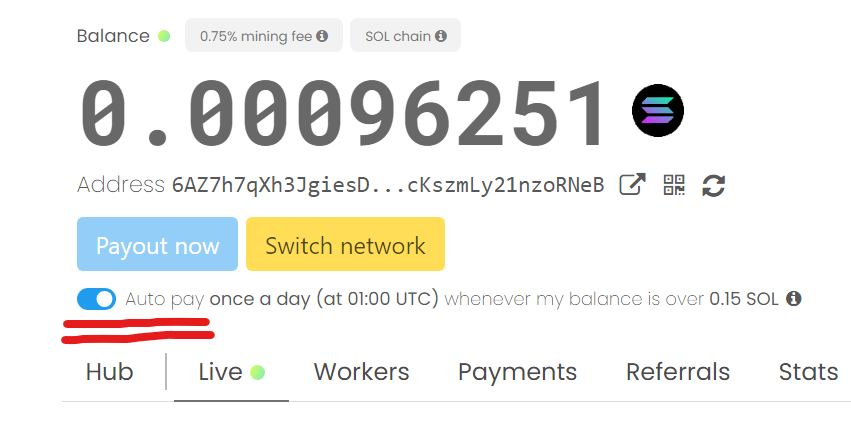 Balance 0.75% mining fee SOL chain
0.00096251
Address 6AZ7h7qXh3JgiesD...cKszmLy21nzoRNeB
Payout now Switch network
Auto pay once a day (at 01:00 UTC) whenever my balance is over 0.15 SOL
Hub Live Workers Payments Referrals Stats